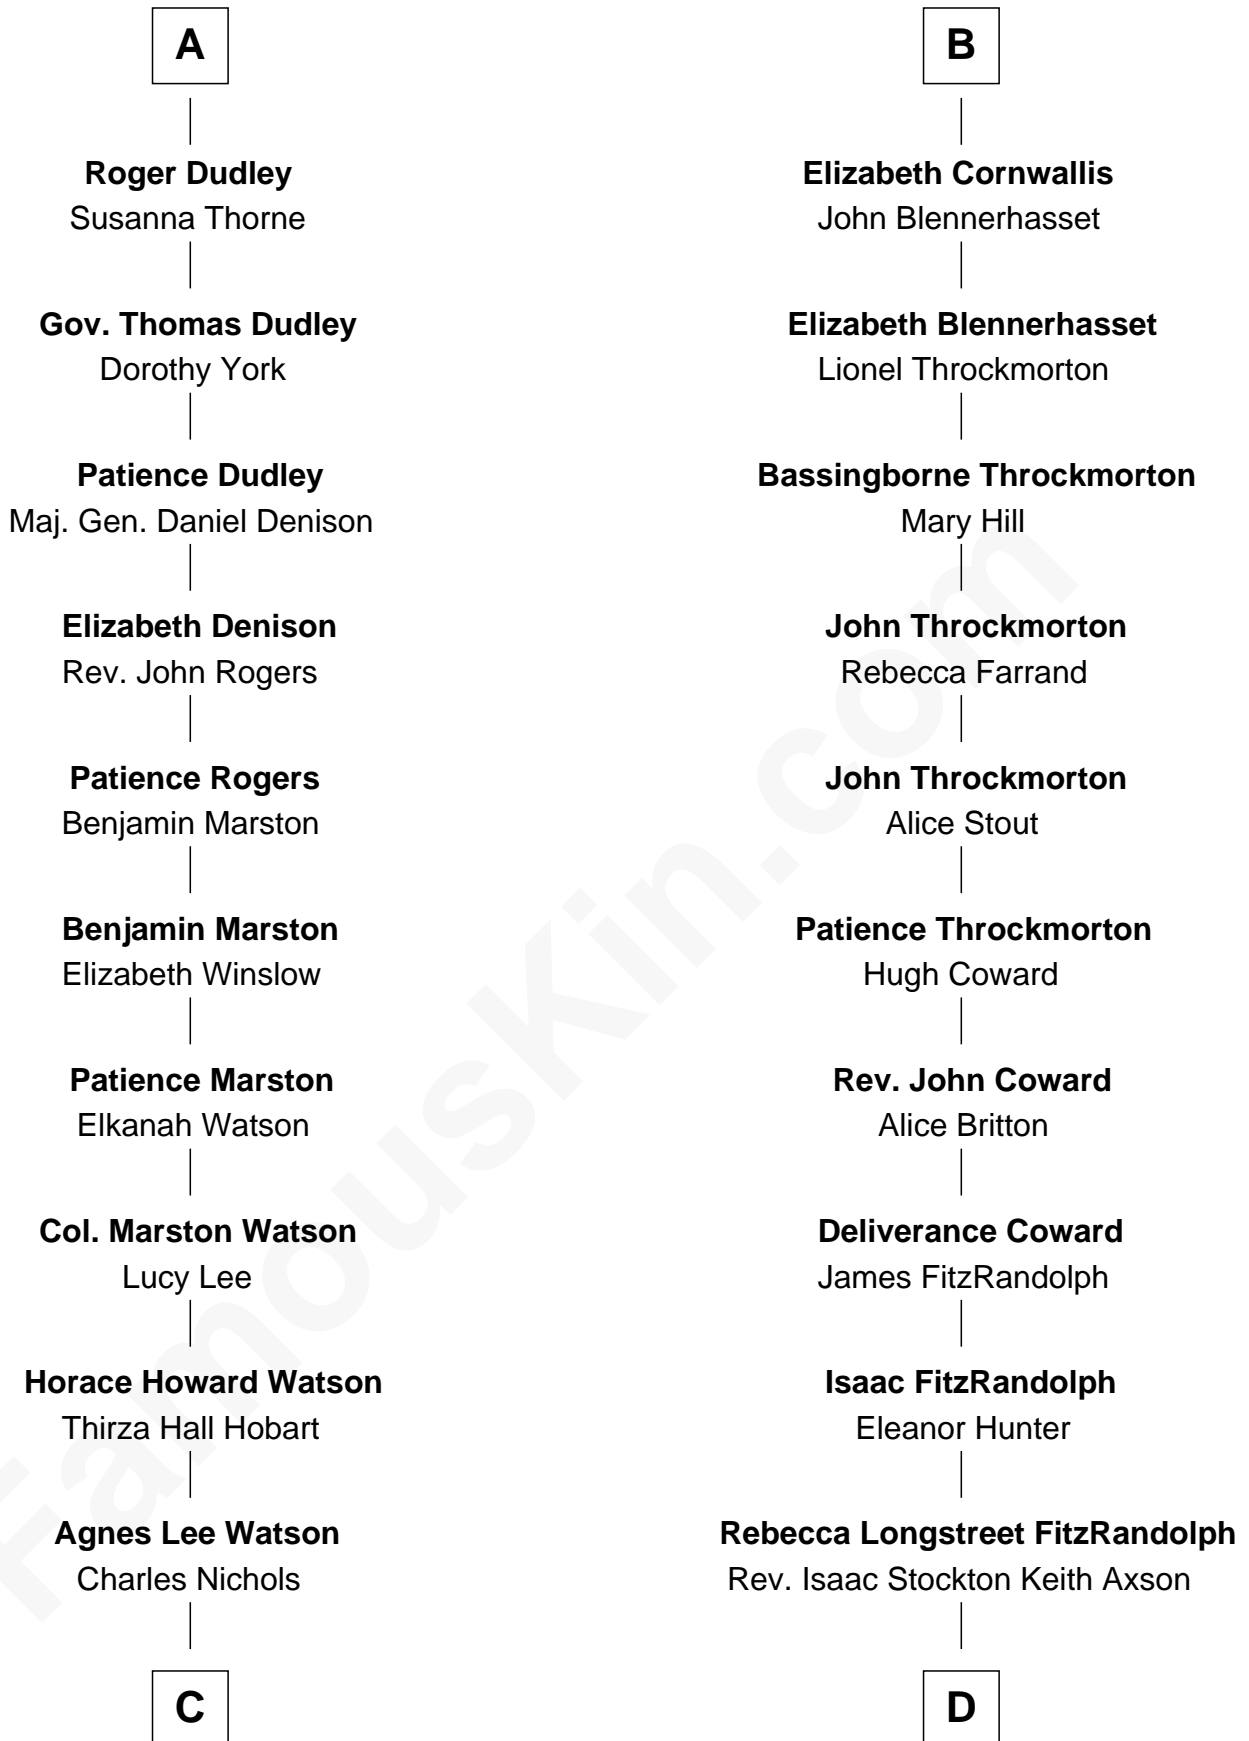 A
Roger Dudley
Susanna Thorne
Gov. Thomas Dudley
Dorothy York
Patience Dudley
Maj. Gen. Daniel Denison
Elizabeth Denison
Rev. John Rogers
Patience Rogers
Benjamin Marston
Benjamin Marston
Elizabeth Winslow
Patience Marston
Elkanah Watson
Col. Marston Watson
Lucy Lee
Horace Howard Watson
Thirza Hall Hobart
Agnes Lee Watson
Charles Nichols
C
B
Elizabeth Cornwallis
John Blennerhasset
Elizabeth Blennerhasset
Lionel Throckmorton
Bassingborne Throckmorton
Mary Hill
John Throckmorton
Rebecca Farrand
John Throckmorton
Alice Stout
Patience Throckmorton
Hugh Coward
Rev. John Coward
Alice Britton
Deliverance Coward
James FitzRandolph
Isaac FitzRandolph
Eleanor Hunter
Rebecca Longstreet FitzRandolph
Rev. Isaac Stockton Keith Axson
D
FamousKin.com